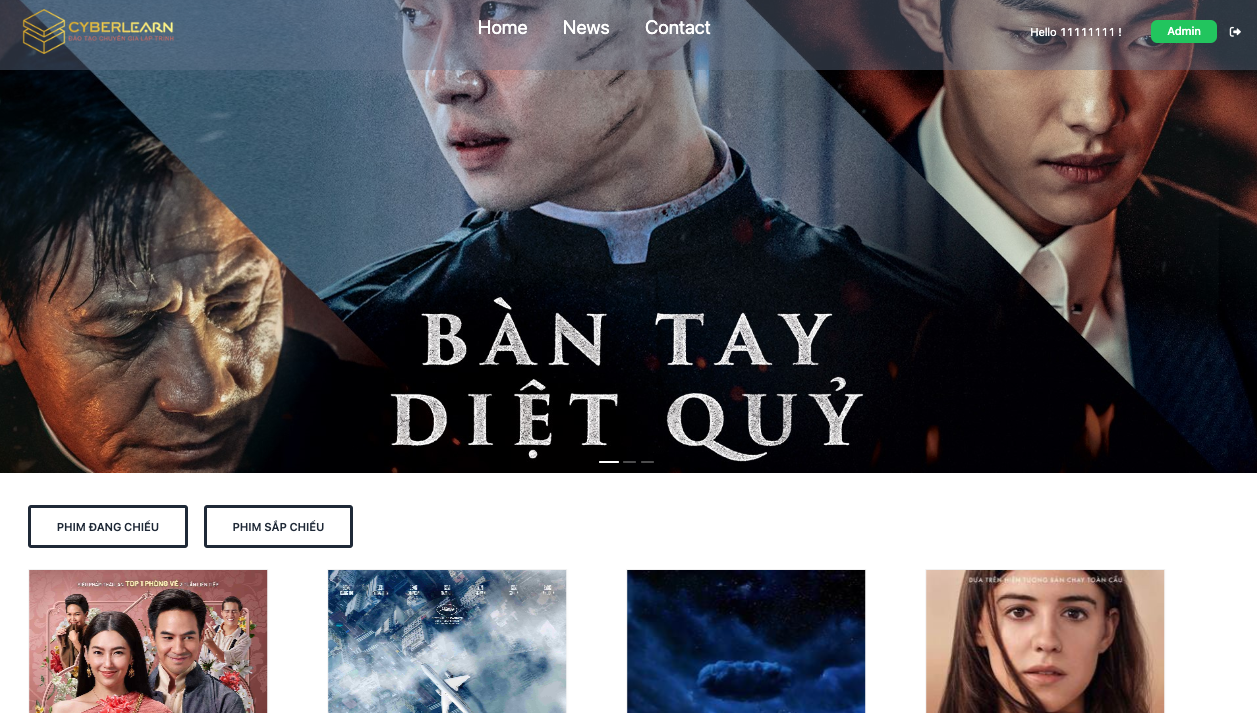 CYBERLEARN
ĐÀO TẠO CHUYÊN GIA LẬP TRÌNH
Home
News
Contact
Hello 11111111 !
Admin
BÀN TAY
DIỆT QUỶ
PHIM ĐANG CHIẾU
PHIM SẮP CHIẾU
TOP 1 PHÒNG VÉ
DỰA TRÊN HIỆN TƯỢNG SÁCH BÁN CHẠY TOÀN CẦU